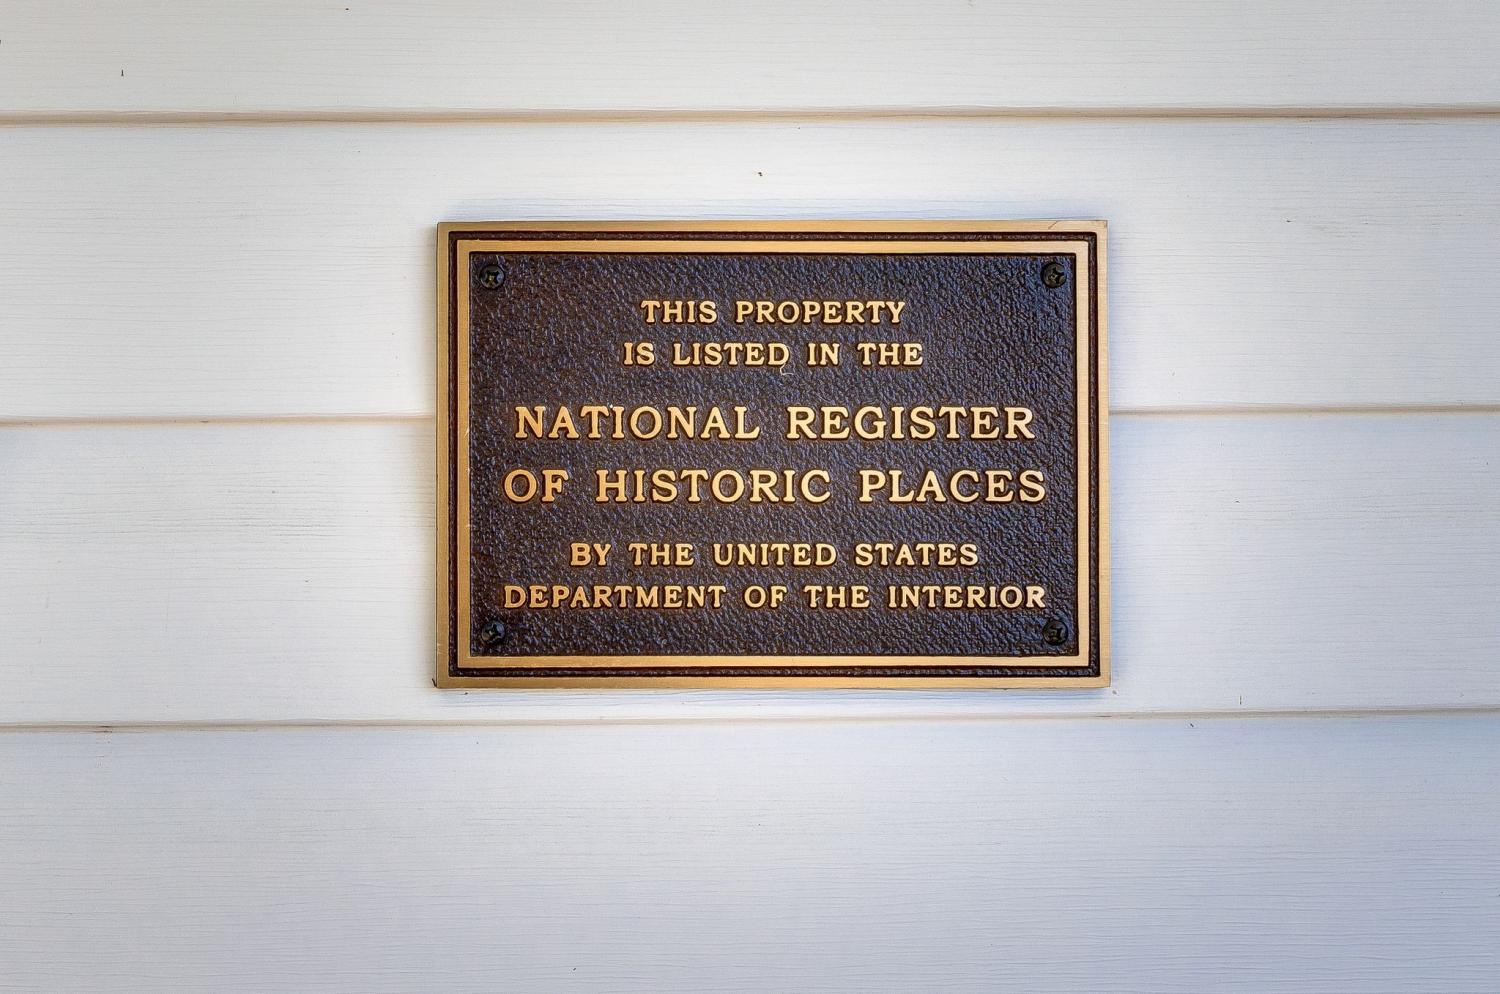 THIS PROPERTY
IS LISTED IN THE
NATIONAL REGISTER
OF HISTORIC PLACES
BY THE UNITED STATES
DEPARTMENT OF THE INTERIOR